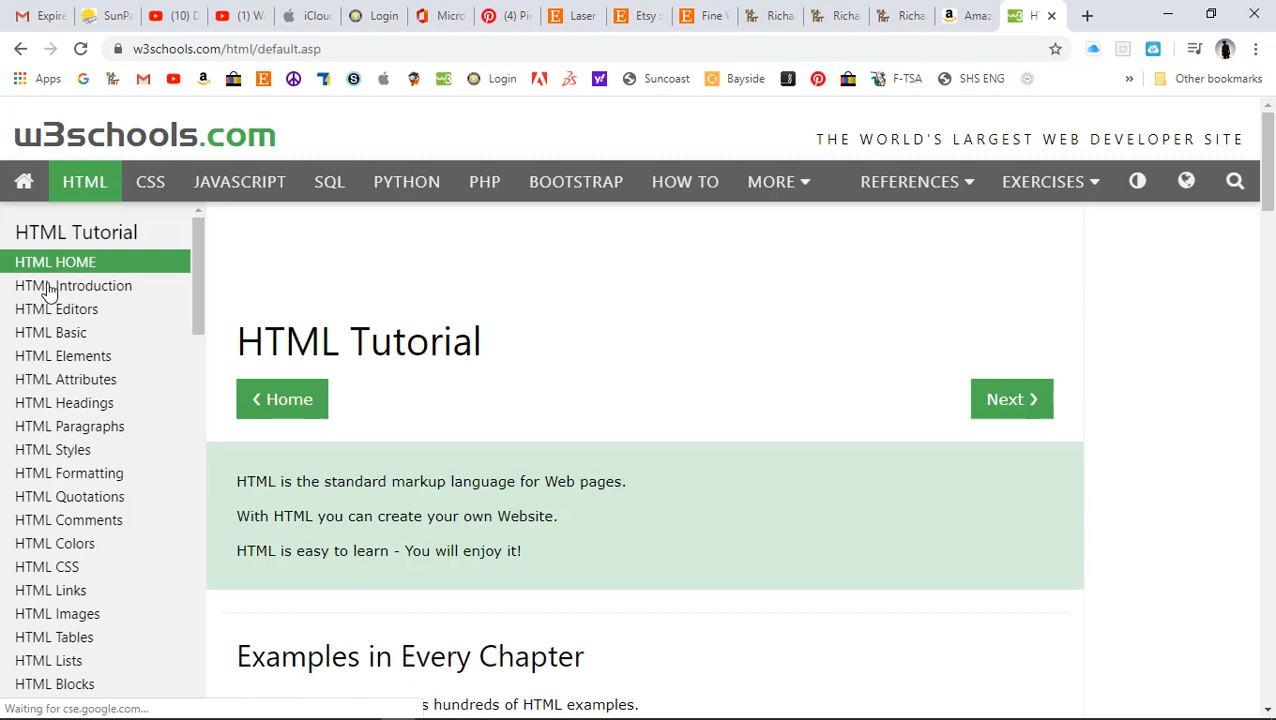 Expire
SunPa
(10) D
(1) Wa
iClou
Login
Micro
(4) Pi
Laser
Etsy :
Fine V
Richa
Richa
Richa
Amaz
H
w3schools.com/html/default.asp
Apps
Login
Suncoast
Bayside
F-TSA
SHS ENG
»
Other bookmarks
w3schools.com
THE WORLD'S LARGEST WEB DEVELOPER SITE
HTML CSS JAVASCRIPT SQL PYTHON PHP BOOTSTRAP HOW TO MORE REFERENCES EXERCISES
HTML Tutorial
HTML HOME
HTML Introduction
HTML Editors
HTML Basic
HTML Elements
HTML Attributes
HTML Headings
HTML Paragraphs
HTML Styles
HTML Formatting
HTML Quotations
HTML Comments
HTML Colors
HTML CSS
HTML Links
HTML Images
HTML Tables
HTML Lists
HTML Blocks
HTML Tutorial
❮ Home
Next ❯
HTML is the standard markup language for Web pages.
With HTML you can create your own Website.
HTML is easy to learn - You will enjoy it!
Examples in Every Chapter
s hundreds of HTML examples.
Waiting for cse.google.com...